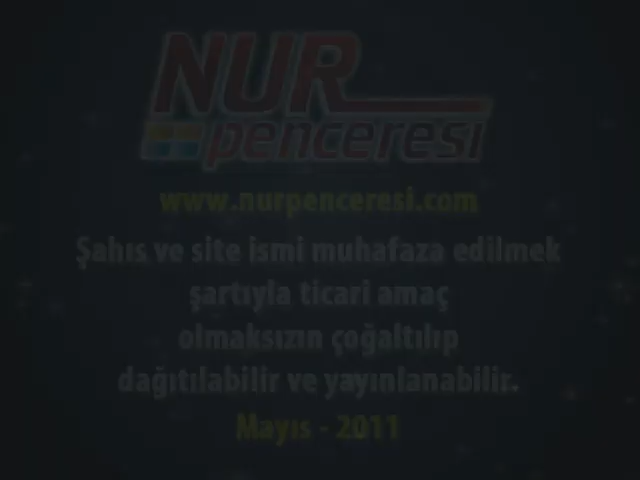 NUR
penceresi
www.nurpenceresi.com
Şahıs ve site ismi muhafaza edilmek
şartıyla ticari amaç
olmaksızın çoğaltılıp
dağıtılabilir ve yayınlanabilir.
Mayıs - 2011